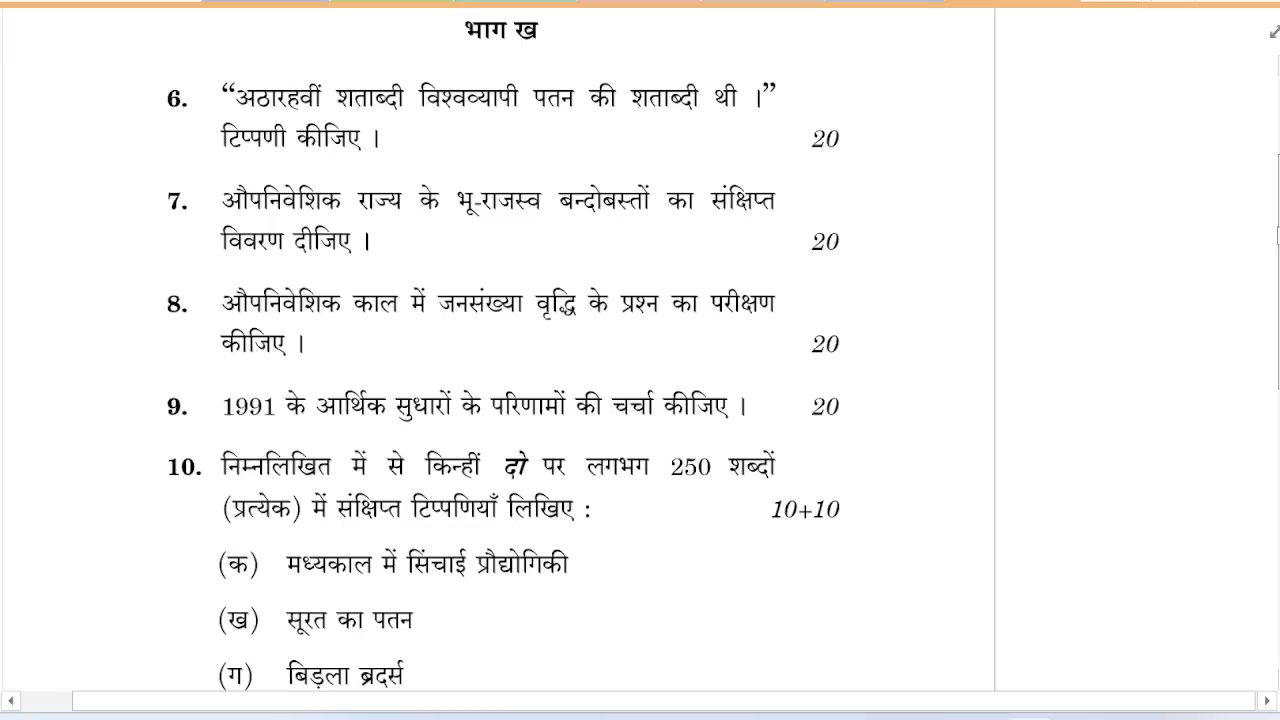 भाग ख
6. “अठारहवीं शताब्दी विश्वव्यापी पतन की शताब्दी थी ।”
टिप्पणी कीजिए । 20
7. औपनिवेशिक राज्य के भू-राजस्व बन्दोबस्तों का संक्षिप्त
विवरण दीजिए । 20
8. औपनिवेशिक काल में जनसंख्या वृद्धि के प्रश्न का परीक्षण
कीजिए । 20
9. 1991 के आर्थिक सुधारों के परिणामों की चर्चा कीजिए । 20
10. निम्नलिखित में से किन्हीं दो पर लगभग 250 शब्दों
(प्रत्येक) में संक्षिप्त टिप्पणियाँ लिखिए : 10+10
(क) मध्यकाल में सिंचाई प्रौद्योगिकी
(ख) सूरत का पतन
(ग) बिड़ला ब्रदर्स